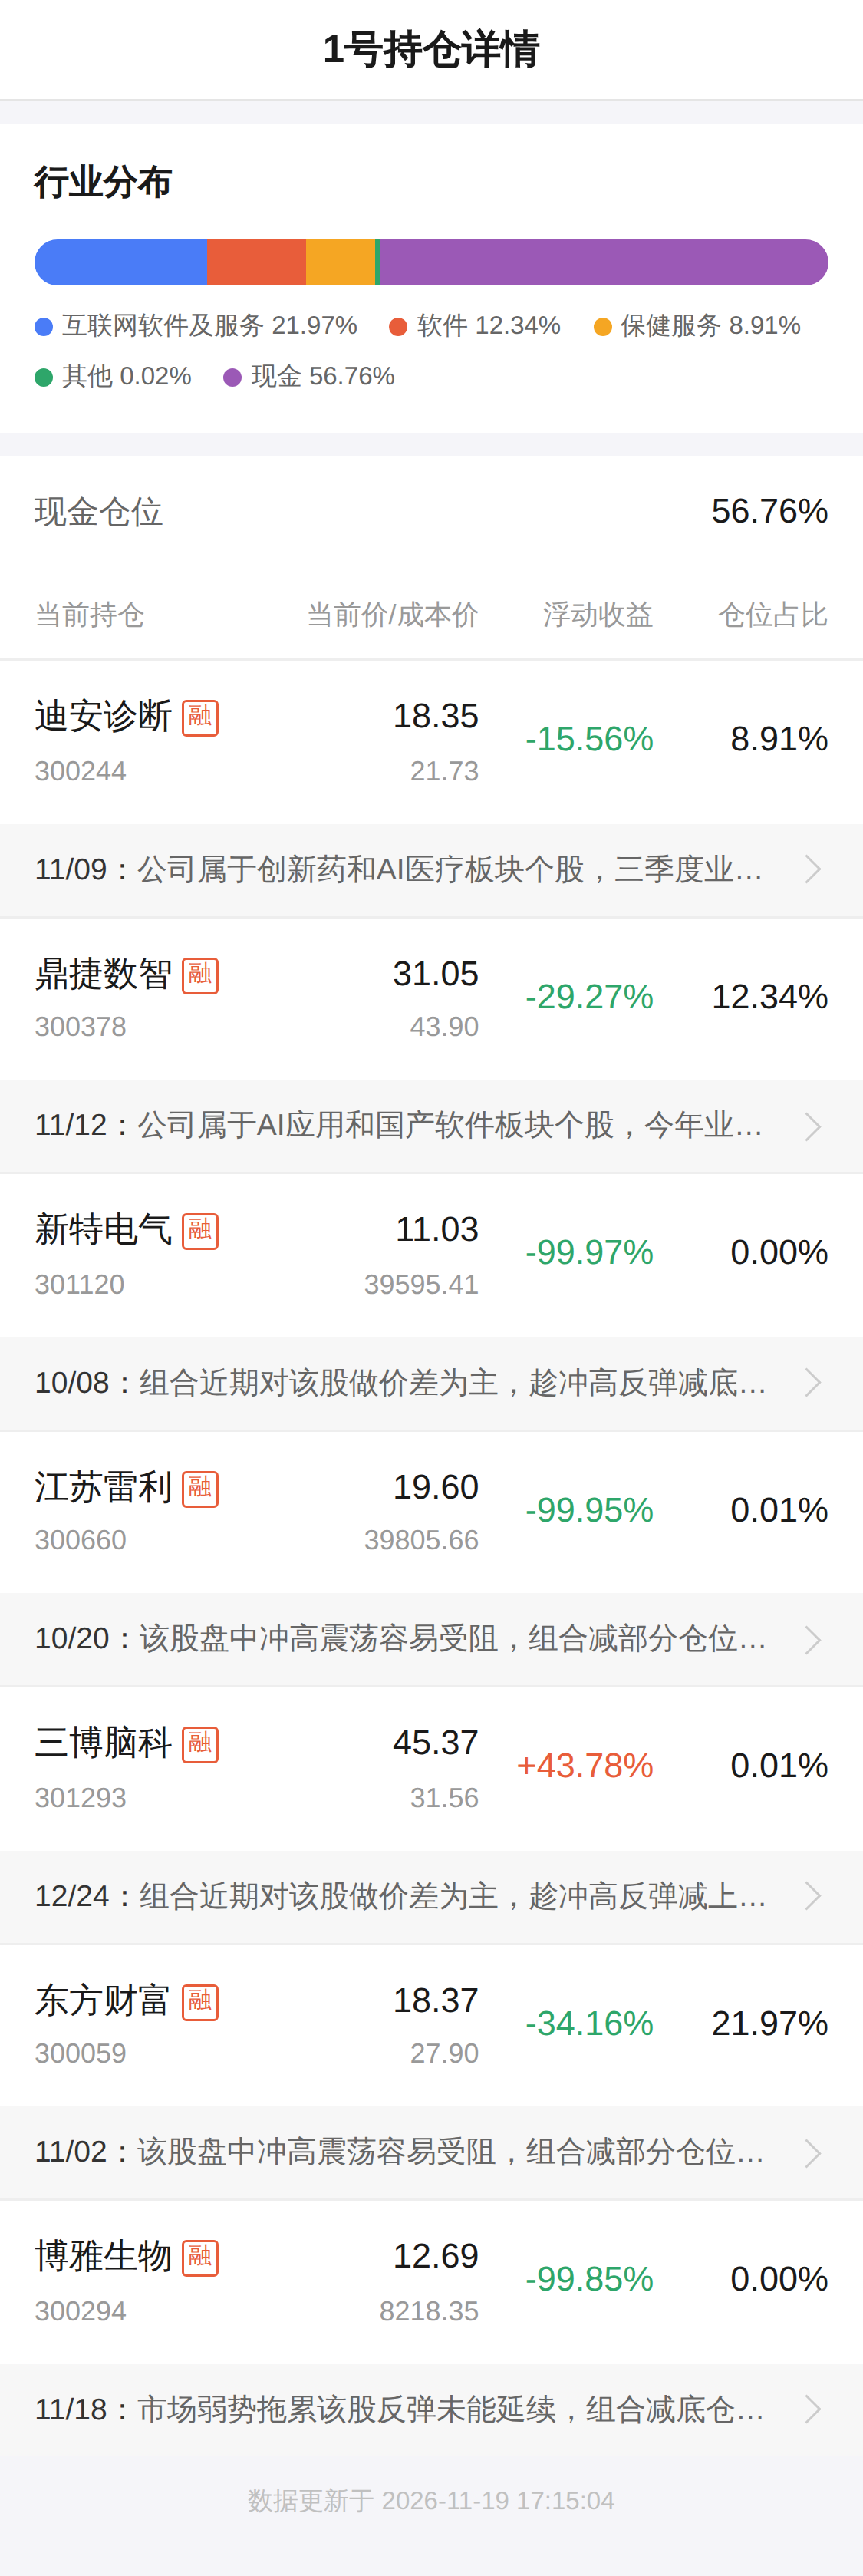 1号持仓详情
行业分布
互联网软件及服务 21.97% 软件 12.34% 保健服务 8.91%
其他 0.02% 现金 56.76%
现金仓位 56.76%
当前持仓 当前价/成本价 浮动收益 仓位占比
迪安诊断 融 18.35 -15.56% 8.91%
300244 21.73
11/09：公司属于创新药和AI医疗板块个股，三季度业…
鼎捷数智 融 31.05 -29.27% 12.34%
300378 43.90
11/12：公司属于AI应用和国产软件板块个股，今年业…
新特电气 融 11.03 -99.97% 0.00%
301120 39595.41
10/08：组合近期对该股做价差为主，趁冲高反弹减底…
江苏雷利 融 19.60 -99.95% 0.01%
300660 39805.66
10/20：该股盘中冲高震荡容易受阻，组合减部分仓位…
三博脑科 融 45.37 +43.78% 0.01%
301293 31.56
12/24：组合近期对该股做价差为主，趁冲高反弹减上…
东方财富 融 18.37 -34.16% 21.97%
300059 27.90
11/02：该股盘中冲高震荡容易受阻，组合减部分仓位…
博雅生物 融 12.69 -99.85% 0.00%
300294 8218.35
11/18：市场弱势拖累该股反弹未能延续，组合减底仓…
数据更新于 2026-11-19 17:15:04